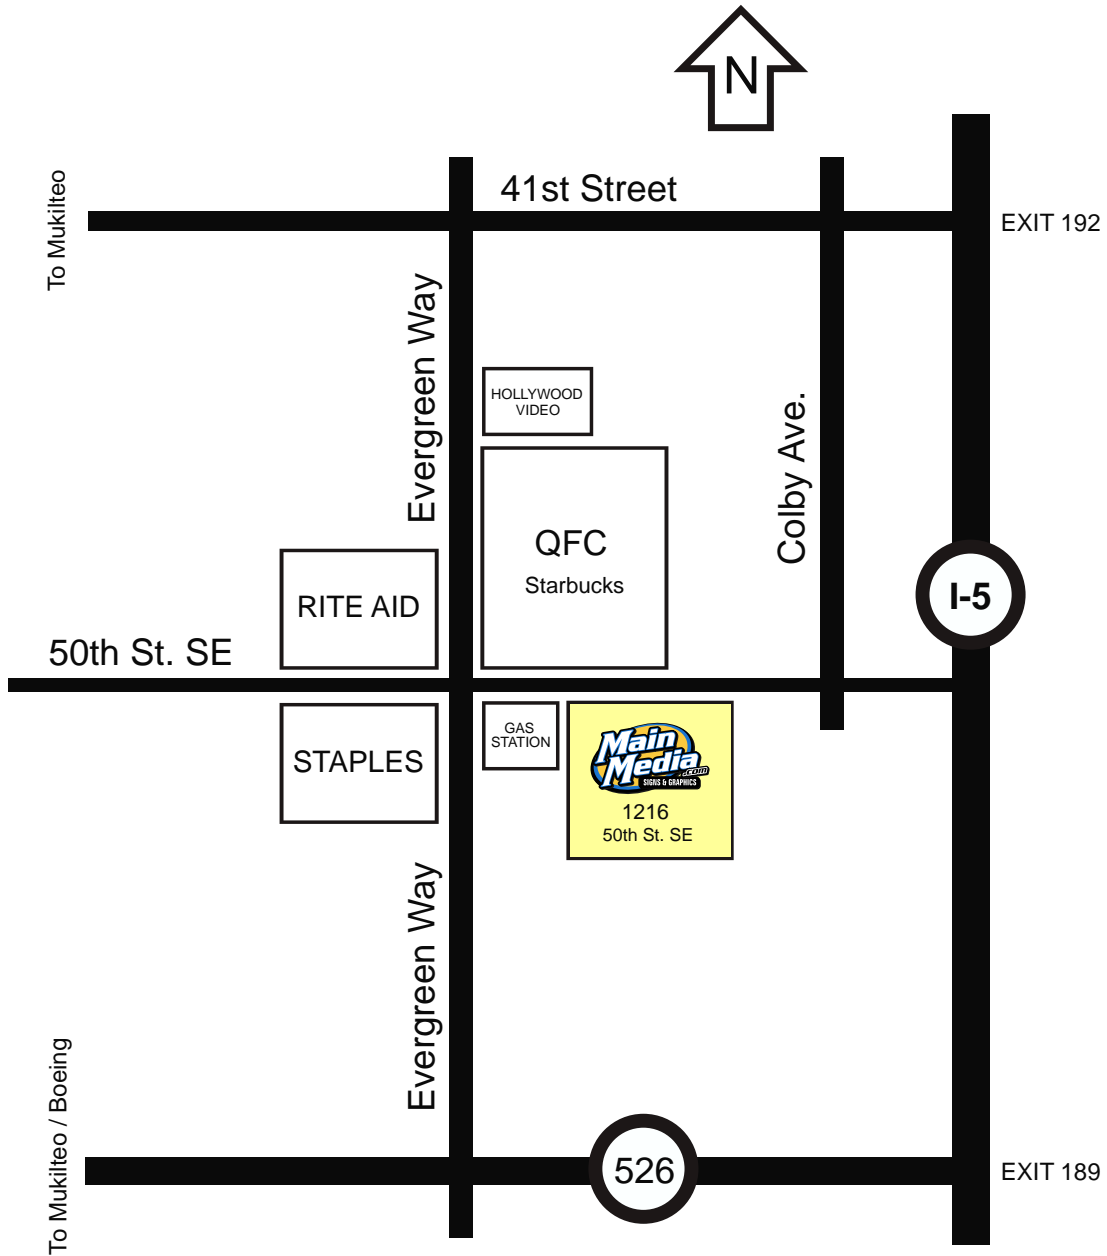 N
41st Street
To Mukilteo
EXIT 192
Evergreen Way
HOLLYWOOD
VIDEO
Colby Ave.
QFC
Starbucks
RITE AID
I-5
50th St. SE
GAS
STATION
STAPLES
Main
Media
.com
SIGNS & GRAPHICS
1216
50th St. SE
Evergreen Way
To Mukilteo / Boeing
526
EXIT 189